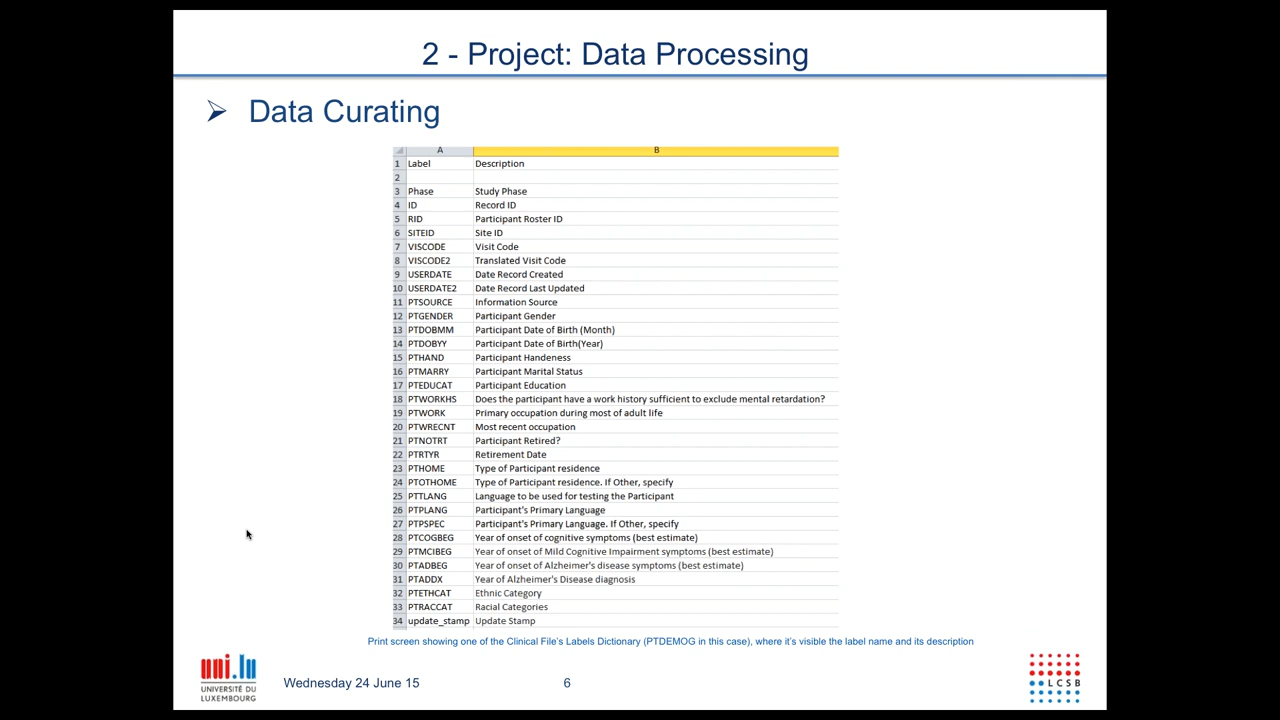 2 - Project: Data Processing
Data Curating
A B
1 Label Description
2
3 Phase Study Phase
4 ID Record ID
5 RID Participant Roster ID
6 SITEID Site ID
7 VISCODE Visit Code
8 VISCODE2 Translated Visit Code
9 USERDATE Date Record Created
10 USERDATE2 Date Record Last Updated
11 PTSOURCE Information Source
12 PTGENDER Participant Gender
13 PTDOBMM Participant Date of Birth (Month)
14 PTDOBYY Participant Date of Birth(Year)
15 PTHAND Participant Handeness
16 PTMARRY Participant Marital Status
17 PTEDUCAT Participant Education
18 PTWORKHS Does the participant have a work history sufficient to exclude mental retardation?
19 PTWORK Primary occupation during most of adult life
20 PTWRECNT Most recent occupation
21 PTNOTRT Participant Retired?
22 PTRTYR Retirement Date
23 PTHOME Type of Participant residence
24 PTOTHOME Type of Participant residence. If Other, specify
25 PTTLANG Language to be used for testing the Participant
26 PTPLANG Participant's Primary Language
27 PTPSPEC Participant's Primary Language. If Other, specify
28 PTCOGBEG Year of onset of cognitive symptoms (best estimate)
29 PTMCIBEG Year of onset of Mild Cognitive Impairment symptoms (best estimate)
30 PTADBEG Year of onset of Alzheimer's disease symptoms (best estimate)
31 PTADDX Year of Alzheimer's Disease diagnosis
32 PTETHCAT Ethnic Category
33 PTRACCAT Racial Categories
34 update_stamp Update Stamp
Print screen showing one of the Clinical File's Labels Dictionary (PTDEMOG in this case), where it's visible the label name and its description
uni.lu
UNIVERSITÉ DU
LUXEMBOURG
Wednesday 24 June 15
6
LCSB